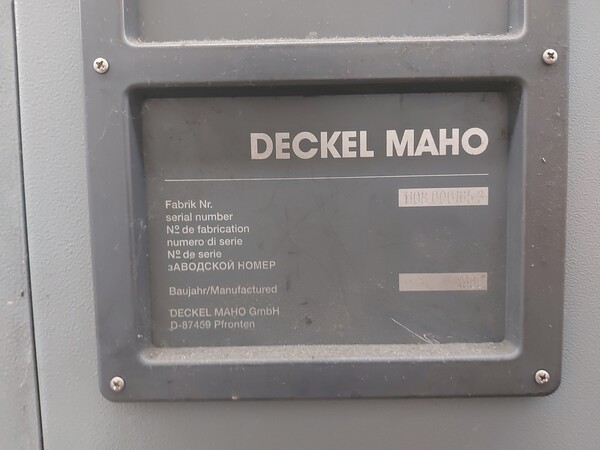 DECKEL MAHO
Fabrik Nr.
serial number
Nº de fabrication
numero di serie
Nº de serie
зАВОДСКОЙ НОМЕР
Baujahr/Manufactured
DECKEL MAHO GmbH
D-87459 Pfronten